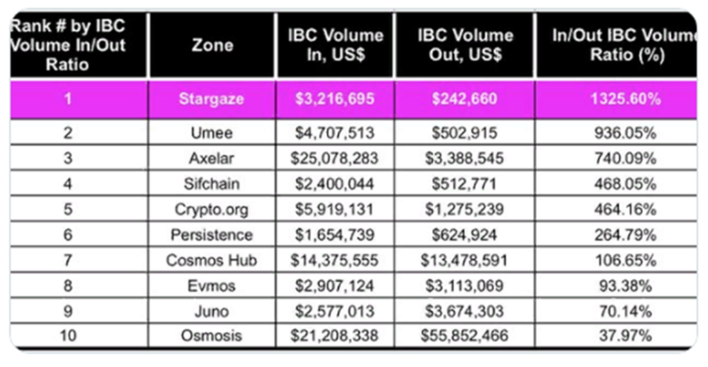 Rank # by IBC Volume In/Out Ratio Zone IBC Volume In, US$ IBC Volume Out, US$ In/Out IBC Volume Ratio (%)
1 Stargaze $3,216,695 $242,660 1325.60%
2 Umee $4,707,513 $502,915 936.05%
3 Axelar $25,078,283 $3,388,545 740.09%
4 Sifchain $2,400,044 $512,771 468.05%
5 Crypto.org $5,919,131 $1,275,239 464.16%
6 Persistence $1,654,739 $624,924 264.79%
7 Cosmos Hub $14,375,555 $13,478,591 106.65%
8 Evmos $2,907,124 $3,113,069 93.38%
9 Juno $2,577,013 $3,674,303 70.14%
10 Osmosis $21,208,338 $55,852,466 37.97%